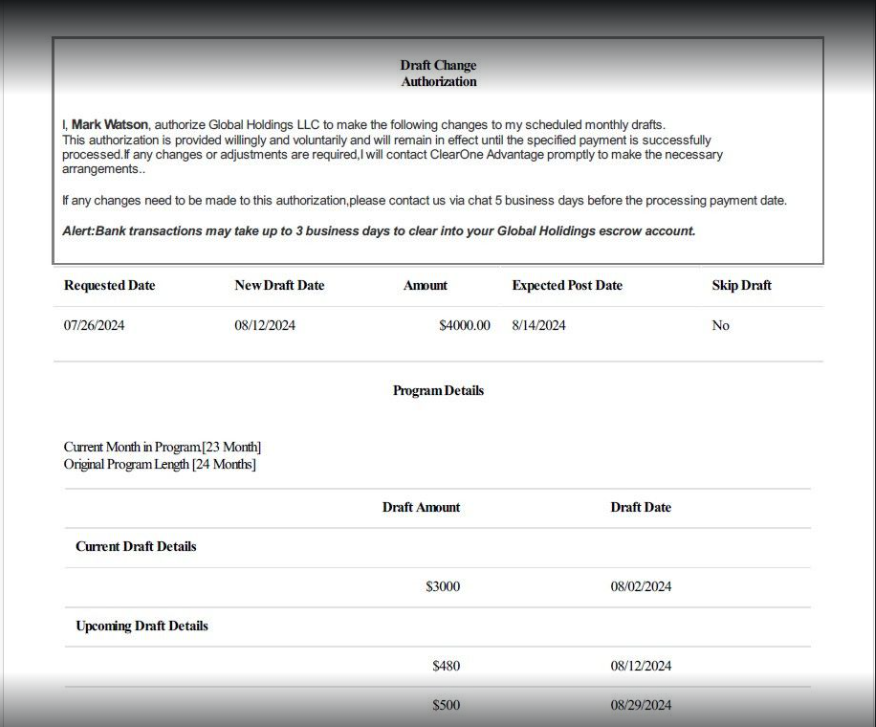 Draft Change
Authorization
I, Mark Watson, authorize Global Holdings LLC to make the following changes to my scheduled monthly drafts.
This authorization is provided willingly and voluntarily and will remain in effect until the specified payment is successfully
processed.If any changes or adjustments are required,I will contact ClearOne Advantage promptly to make the necessary
arrangements..
If any changes need to be made to this authorization,please contact us via chat 5 business days before the processing payment date.
Alert:Bank transactions may take up to 3 business days to clear into your Global Holidings escrow account.
Requested Date New Draft Date Amount Expected Post Date Skip Draft
07/26/2024 08/12/2024 $4000.00 8/14/2024 No
Program Details
Current Month in Program[23 Month]
Original Program Length [24 Months]
Draft Amount Draft Date
Current Draft Details
$3000 08/02/2024
Upcoming Draft Details
$480 08/12/2024
$500 08/29/2024